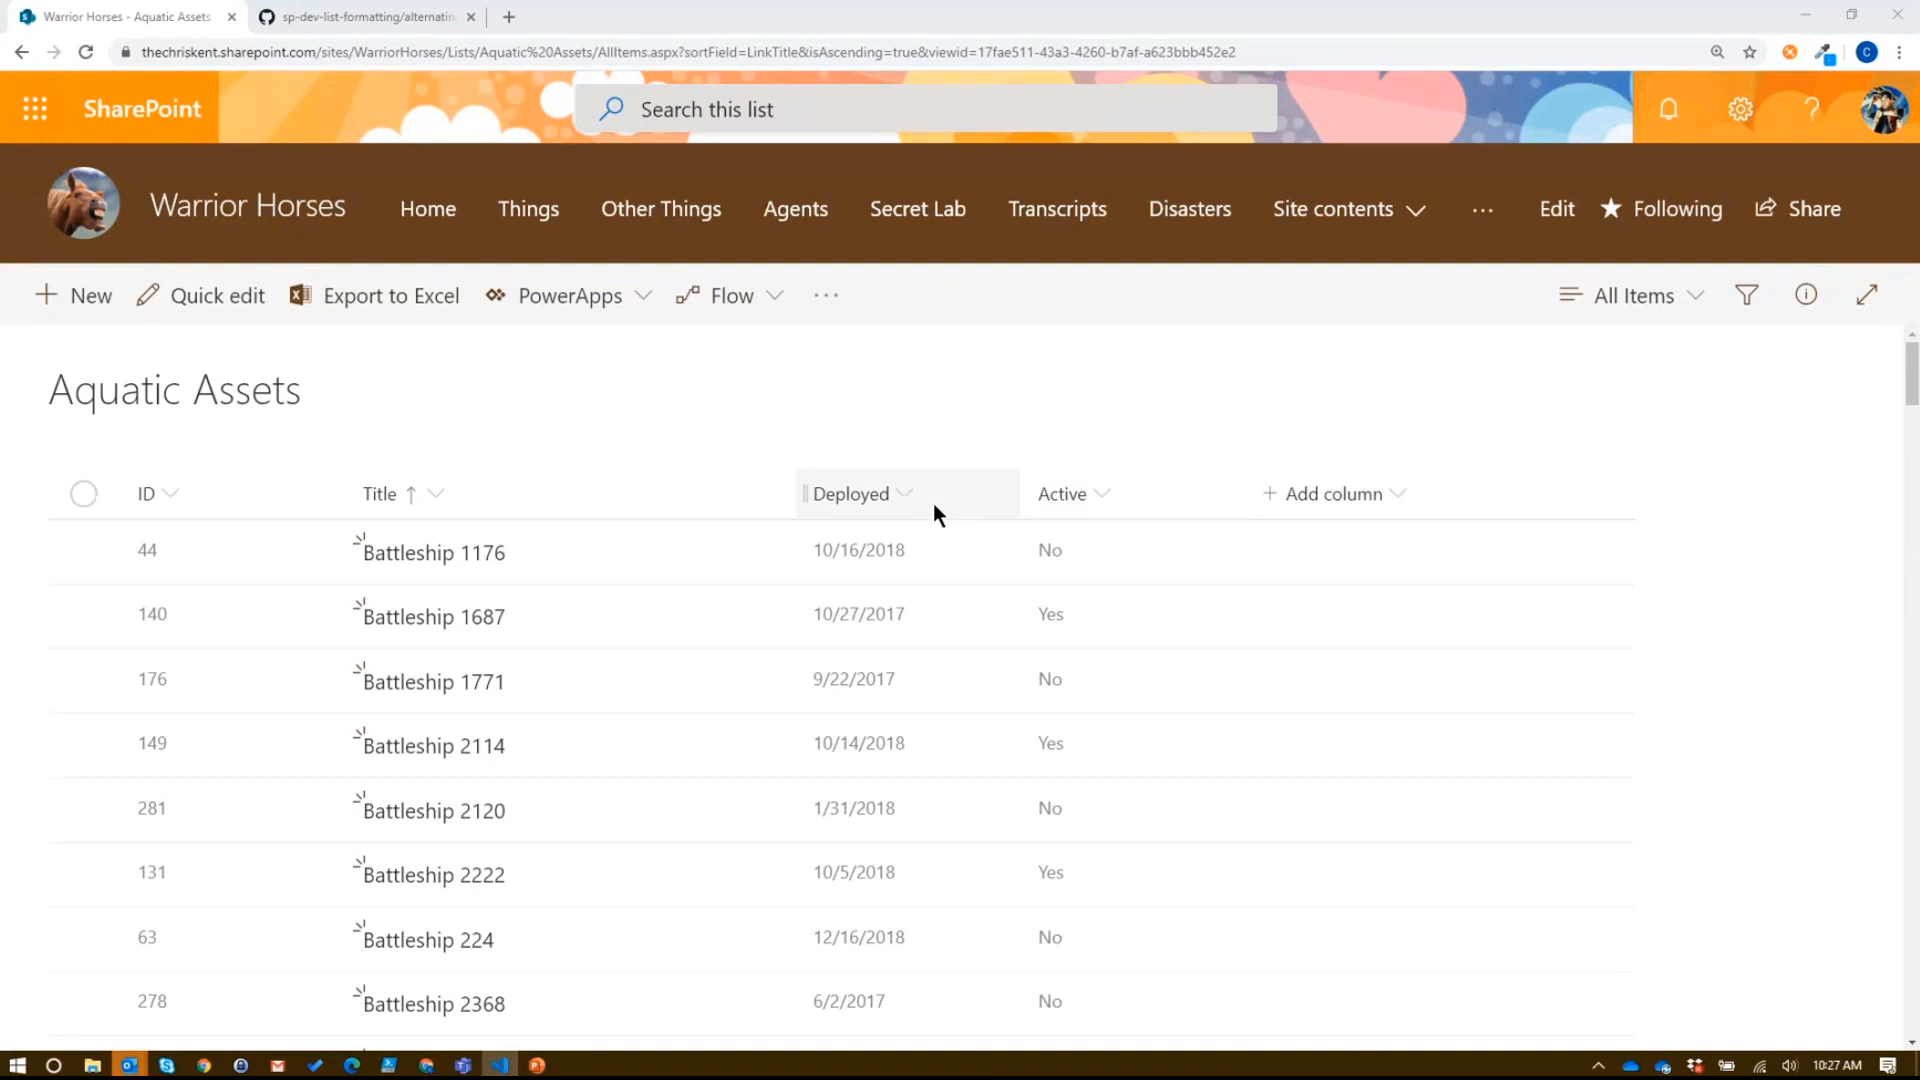 Warrior Horses - Aquatic Assets
sp-dev-list-formatting/alternatin
thechriskent.sharepoint.com/sites/WarriorHorses/Lists/Aquatic%20Assets/AllItems.aspx?sortField=LinkTitle&isAscending=true&viewid=17fae511-43a3-4260-b7af-a623bbb452e2
C
SharePoint
Search this list
Warrior Horses
Home Things Other Things Agents Secret Lab Transcripts Disasters Site contents ... Edit Following Share
New Quick edit Export to Excel PowerApps Flow ... All Items
Aquatic Assets
ID Title Deployed Active + Add column
44 Battleship 1176 10/16/2018 No
140 Battleship 1687 10/27/2017 Yes
176 Battleship 1771 9/22/2017 No
149 Battleship 2114 10/14/2018 Yes
281 Battleship 2120 1/31/2018 No
131 Battleship 2222 10/5/2018 Yes
63 Battleship 224 12/16/2018 No
278 Battleship 2368 6/2/2017 No
10:27 AM